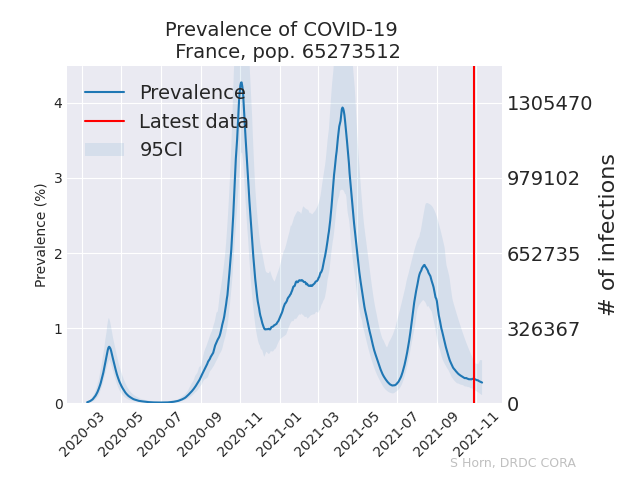 Prevalence of COVID-19
France, pop. 65273512
Prevalence
Latest data
95CI
Prevalence (%)
4
3
2
1
0
1305470
979102
652735
326367
0
# of infections
2020-03
2020-05
2020-07
2020-09
2020-11
2021-01
2021-03
2021-05
2021-07
2021-09
2021-11
S Horn, DRDC CORA